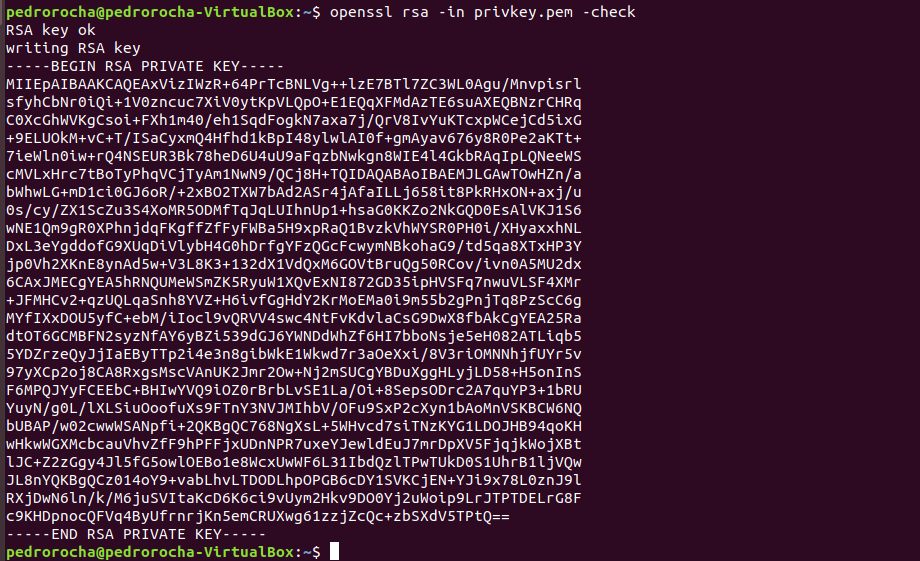 pedrorocha@pedrorocha-VirtualBox:~$ openssl rsa -in privkey.pem -check
RSA key ok
writing RSA key
-----BEGIN RSA PRIVATE KEY-----
MIIEpAIBAAKCAQEAxVizIWzR+64PrTcBNLVg++lzE7BTl7ZC3WL0Agu/Mnvpisrl
sfyhCbNr0iQi+1V0zncuc7XiV0ytKpVLQpO+E1EQqXFMdAzTE6suAXEQBNzrCHRq
C0XcGhWVKgCsoi+FXh1m40/eh1SqdFogkN7axa7j/QrV8IvYuKTcxpWCejCd5ixG
+9ELUOkM+vC+T/ISaCyxmQ4Hfhd1kBpI48ylwlAI0f+gmAyav676y8R0Pe2aKTt+
7ieWln0iw+rQ4NSEUR3Bk78heD6U4uU9aFqzbNwkgn8WIE4l4GkbRAqIpLQNeeWS
cMVLxHrc7tBoTyPhqVCjTyAm1NwN9/QCj8H+TQIDAQABAoIBAEMJLGAwTOwHZn/a
bWhwLG+mD1ci0GJ6oR/+2xBO2TXW7bAd2ASr4jAfaILLj658it8PkRHxON+axj/u
0s/cy/ZX1ScZu3S4XoMR5ODMfTqJqLUIhnUp1+hsaG0KKZo2NkGQD0EsAlVKJ1S6
wNE1Qm9gR0XPhnjdqFKgffZfFyFWBa5H9xpRaQ1BvzkVhWYSR0PH0i/XHyaxxhNL
DxL3eYgddofG9XUqDiVlybH4G0hDrfgYFzQGcFcwymNBkohaG9/td5qa8XTxHP3Y
jp0Vh2XKnE8ynAd5w+V3L8K3+132dX1VdQxM6GOVtBruQg50RCov/ivn0A5MU2dx
6CAxJMECgYEA5hRNQUMeWSmZK5RyuW1XQvExNI872GD35ipHVSFq7nwuVLSF4XMr
+JFMHCv2+qzUQLqaSnh8YVZ+H6ivfGgHdY2KrMoEMa0i9m55b2gPnjTq8PzScC6g
MYfIXxDOU5yfC+ebM/iIocl9vQRVV4swc4NtFvKdvlaCsG9DwX8fbAkCgYEA25Ra
dtOT6GCMBFN2syzNfAY6yBZi539dGJ6YWNDdWhZf6HI7bboNsje5eH082ATLiqb5
5YDZrzeQyJjIaEByTTp2i4e3n8gibWkE1Wkwd7r3aOeXxi/8V3riOMNNhjfUYr5v
97yXCp2oj8CA8RxgsMscVAnUK2Jmr2Ow+Nj2mSUCgYBDuXggHLyjLD58+H5onInS
F6MPQJYyFCEEbC+BHIwYVQ9iOZ0rBrbLvSE1La/Oi+8SepsODrc2A7quYP3+1bRU
YuyN/g0L/lXLSiuOoofuXs9FTnY3NVJMIhbV/OFu9SxP2cXyn1bAoMnVSKBCW6NQ
bUBAP/w02cwwWSANpfi+2QKBgQC768NgXsL+5WHvcd7siTNzKYG1LDOJHB94qoKH
wHkwWGXMcbcauVhvZfF9hPFFjxUDnNPR7uxeYJewldEuJ7mrDpXV5FjqjkWojXBt
lJC+Z2zGgy4Jl5fG5owlOEBo1e8WcxUwWF6L31IbdQzlTPwTUkD0S1UhrB1ljVQw
JL8nYQKBgQCz014oY9+vabLhvLTDODLhpOPGB6cDY1SVKCjEN+YJi9x78L0znJ9l
RXjDwN6ln/k/M6juSVItaKcD6K6ci9vUym2Hkv9DO0Yj2uWoip9LrJTPTDELrG8F
c9KHDpnocQFVq4ByUfrnrjKn5emCRUXwg61zzjZcQc+zbSXdV5TPtQ==
-----END RSA PRIVATE KEY-----
pedrorocha@pedrorocha-VirtualBox:~$